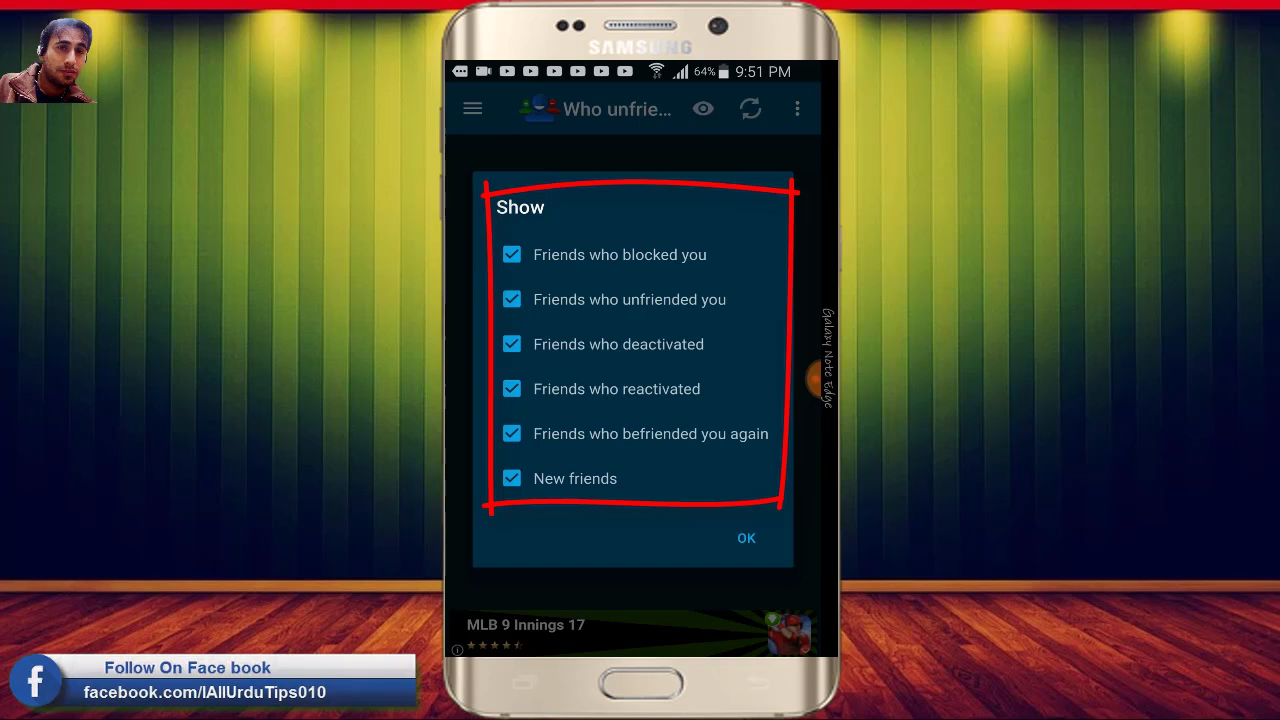 SAMSUNG
64% 9:51 PM
Who unfrie...
Show
Friends who blocked you
Friends who unfriended you
Friends who deactivated
Friends who reactivated
Friends who befriended you again
New friends
OK
Galaxy Note Edge
MLB 9 Innings 17
Follow On Face book
facebook.com/IAllUrduTips010